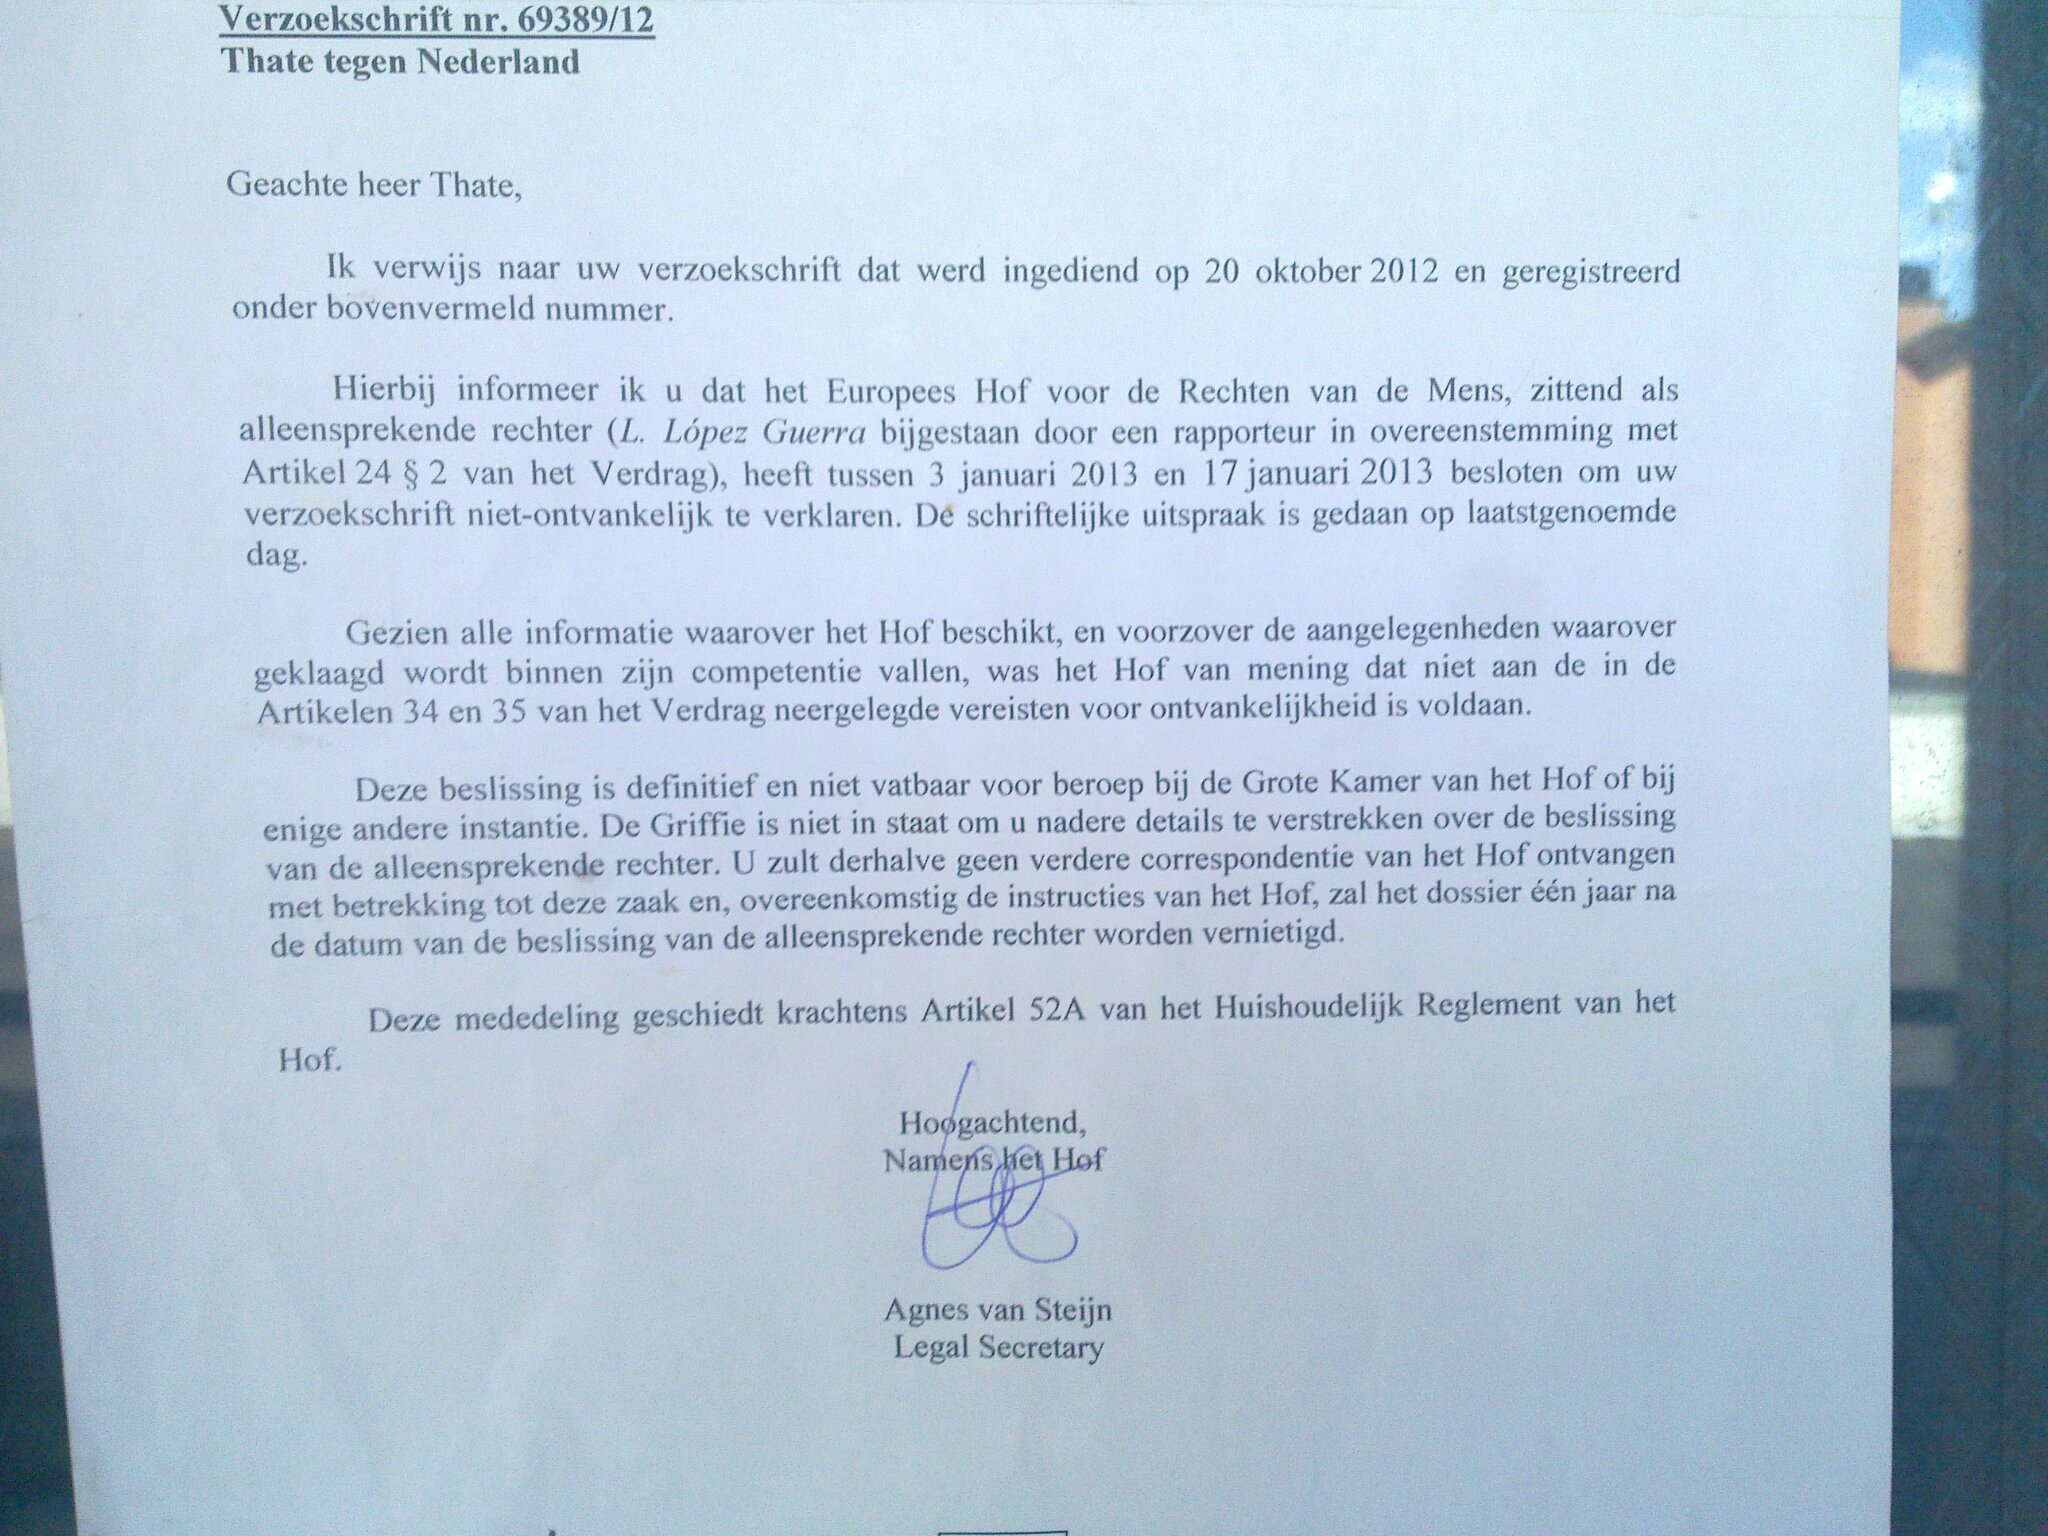 Verzoekschrift nr. 69389/12
Thate tegen Nederland
Geachte heer Thate,
Ik verwijs naar uw verzoekschrift dat werd ingediend op 20 oktober 2012 en geregistreerd
onder bovenvermeld nummer.
Hierbij informeer ik u dat het Europees Hof voor de Rechten van de Mens, zittend als
alleensprekende rechter (L. López Guerra bijgestaan door een rapporteur in overeenstemming met
Artikel 24 § 2 van het Verdrag), heeft tussen 3 januari 2013 en 17 januari 2013 besloten om uw
verzoekschrift niet-ontvankelijk te verklaren. De schriftelijke uitspraak is gedaan op laatstgenoemde
dag.
Gezien alle informatie waarover het Hof beschikt, en voorzover de aangelegenheden waarover
geklaagd wordt binnen zijn competentie vallen, was het Hof van mening dat niet aan de in de
Artikelen 34 en 35 van het Verdrag neergelegde vereisten voor ontvankelijkheid is voldaan.
Deze beslissing is definitief en niet vatbaar voor beroep bij de Grote Kamer van het Hof of bij
enige andere instantie. De Griffie is niet in staat om u nadere details te verstrekken over de beslissing
van de alleensprekende rechter. U zult derhalve geen verdere correspondentie van het Hof ontvangen
met betrekking tot deze zaak en, overeenkomstig de instructies van het Hof, zal het dossier één jaar na
de datum van de beslissing van de alleensprekende rechter worden vernietigd.
Deze mededeling geschiedt krachtens Artikel 52A van het Huishoudelijk Reglement van het
Hof.
Hoogachtend,
Namens het Hof
Agnes van Steijn
Legal Secretary